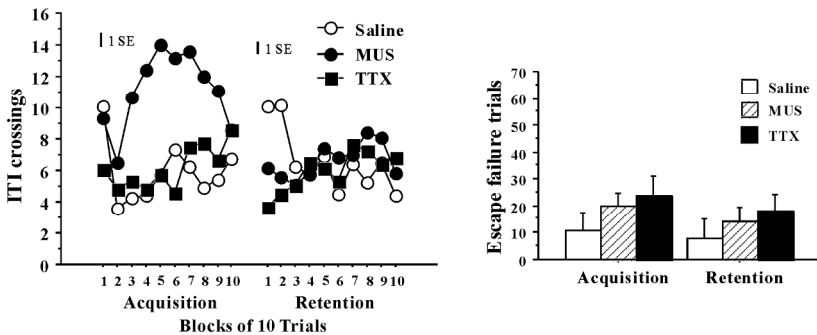 16
14
12
10
8
6
4
2
0
ITI crossings
1 SE
1 SE
Saline
MUS
TTX
1 2 3 4 5 6 7 8 9 10
1 2 3 4 5 6 7 8 9 10
Acquisition
Retention
Blocks of 10 Trials
70
60
50
40
30
20
10
0
Escape failure trials
Saline
MUS
TTX
Acquisition
Retention